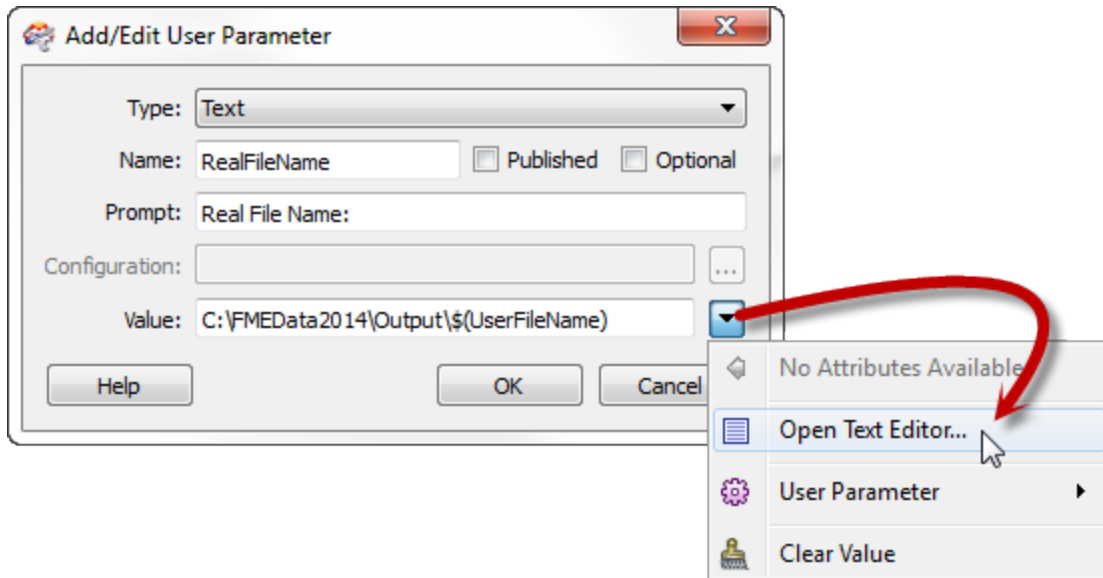 Add/Edit User Parameter
X
Type: Text
Name: RealFileName Published Optional
Prompt: Real File Name:
Configuration: ...
Value: C:\FMEData2014\Output\$(UserFileName)
Help OK Cancel
No Attributes Available
Open Text Editor...
User Parameter
Clear Value